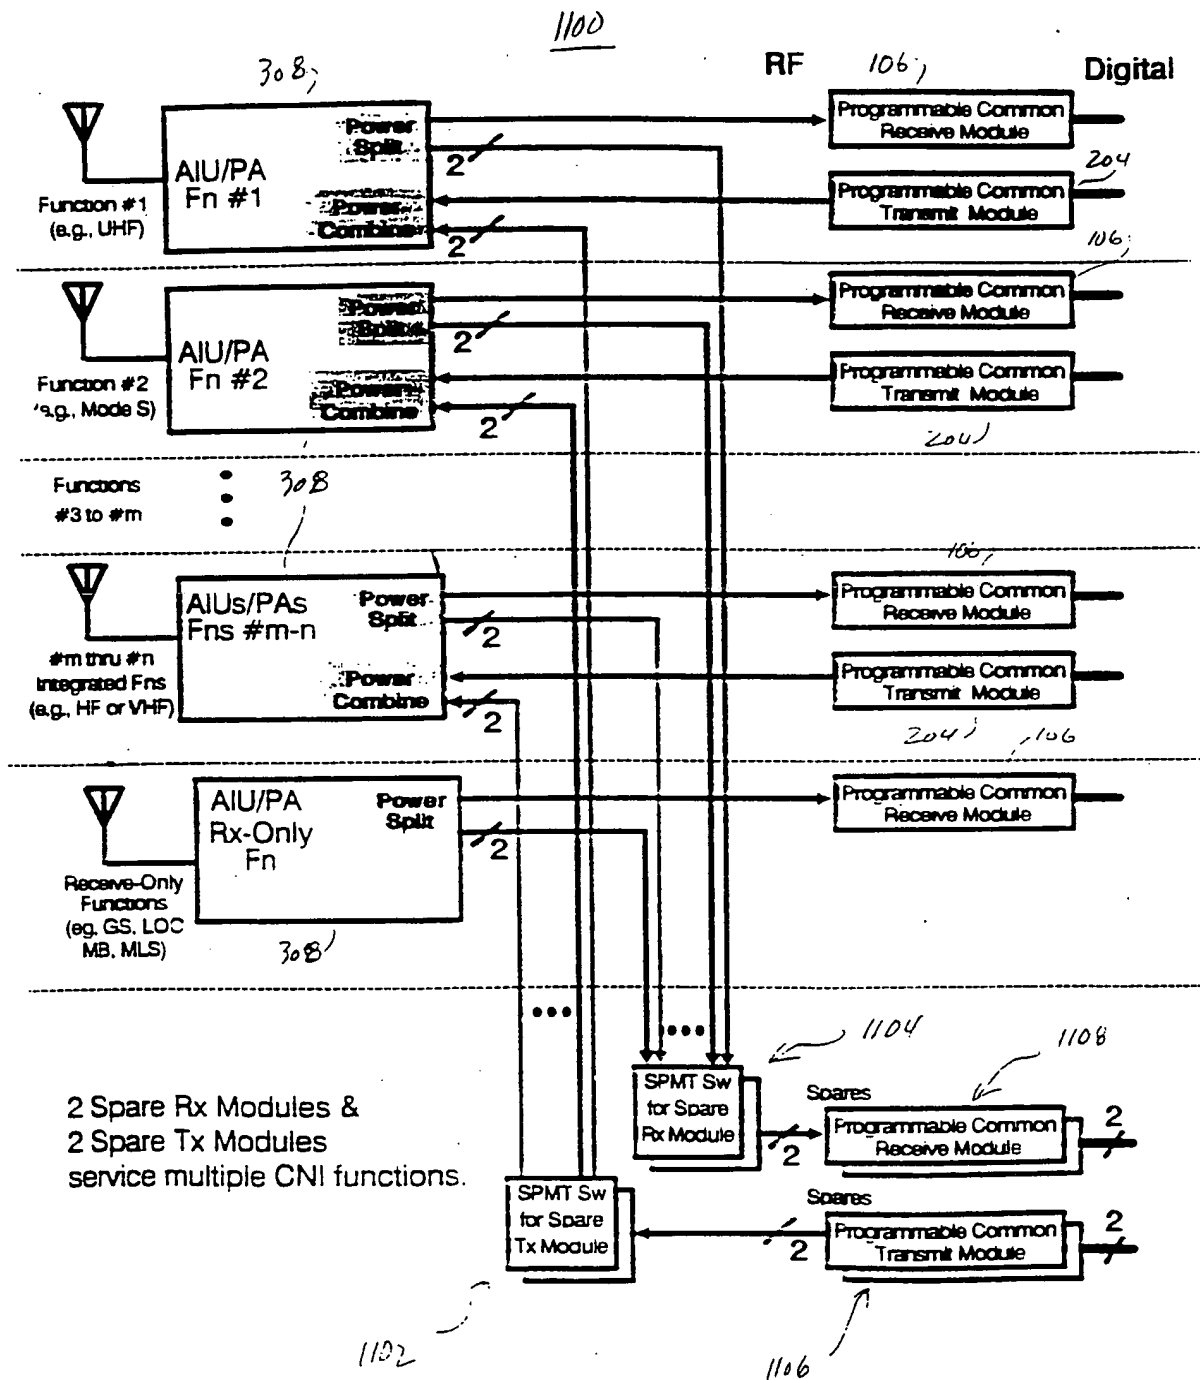 1100
RF
Digital
308
106
AIU/PA
Fn #1
Power
Split
Power
Combine
2
2
Function #1
(e.g., UHF)
Programmable Common
Receive Module
204
Programmable Common
Transmit Module
106
AIU/PA
Fn #2
Power
Split
Power
Combine
2
2
Function #2
e.g., Mode S)
Programmable Common
Receive Module
Programmable Common
Transmit Module
204
Functions
#3 to #m
308
106
AIUs/PAs
Fns #m-n
Power
Split
Power
Combine
2
2
#m thru #n
Integrated Fns
(e.g., HF or VHF)
Programmable Common
Receive Module
Programmable Common
Transmit Module
204
106
AIU/PA
Rx-Only
Fn
Power
Split
2
Receive-Only
Functions
(eg, GS, LOC
MB, MLS)
308
Programmable Common
Receive Module
1104
1108
2 Spare Rx Modules &
2 Spare Tx Modules
service multiple CNI functions.
SPMT Sw
for Spare
Rx Module
2
Spares
Programmable Common
Receive Module
2
SPMT Sw
for Spare
Tx Module
2
Spares
Programmable Common
Transmit Module
2
1102
1106